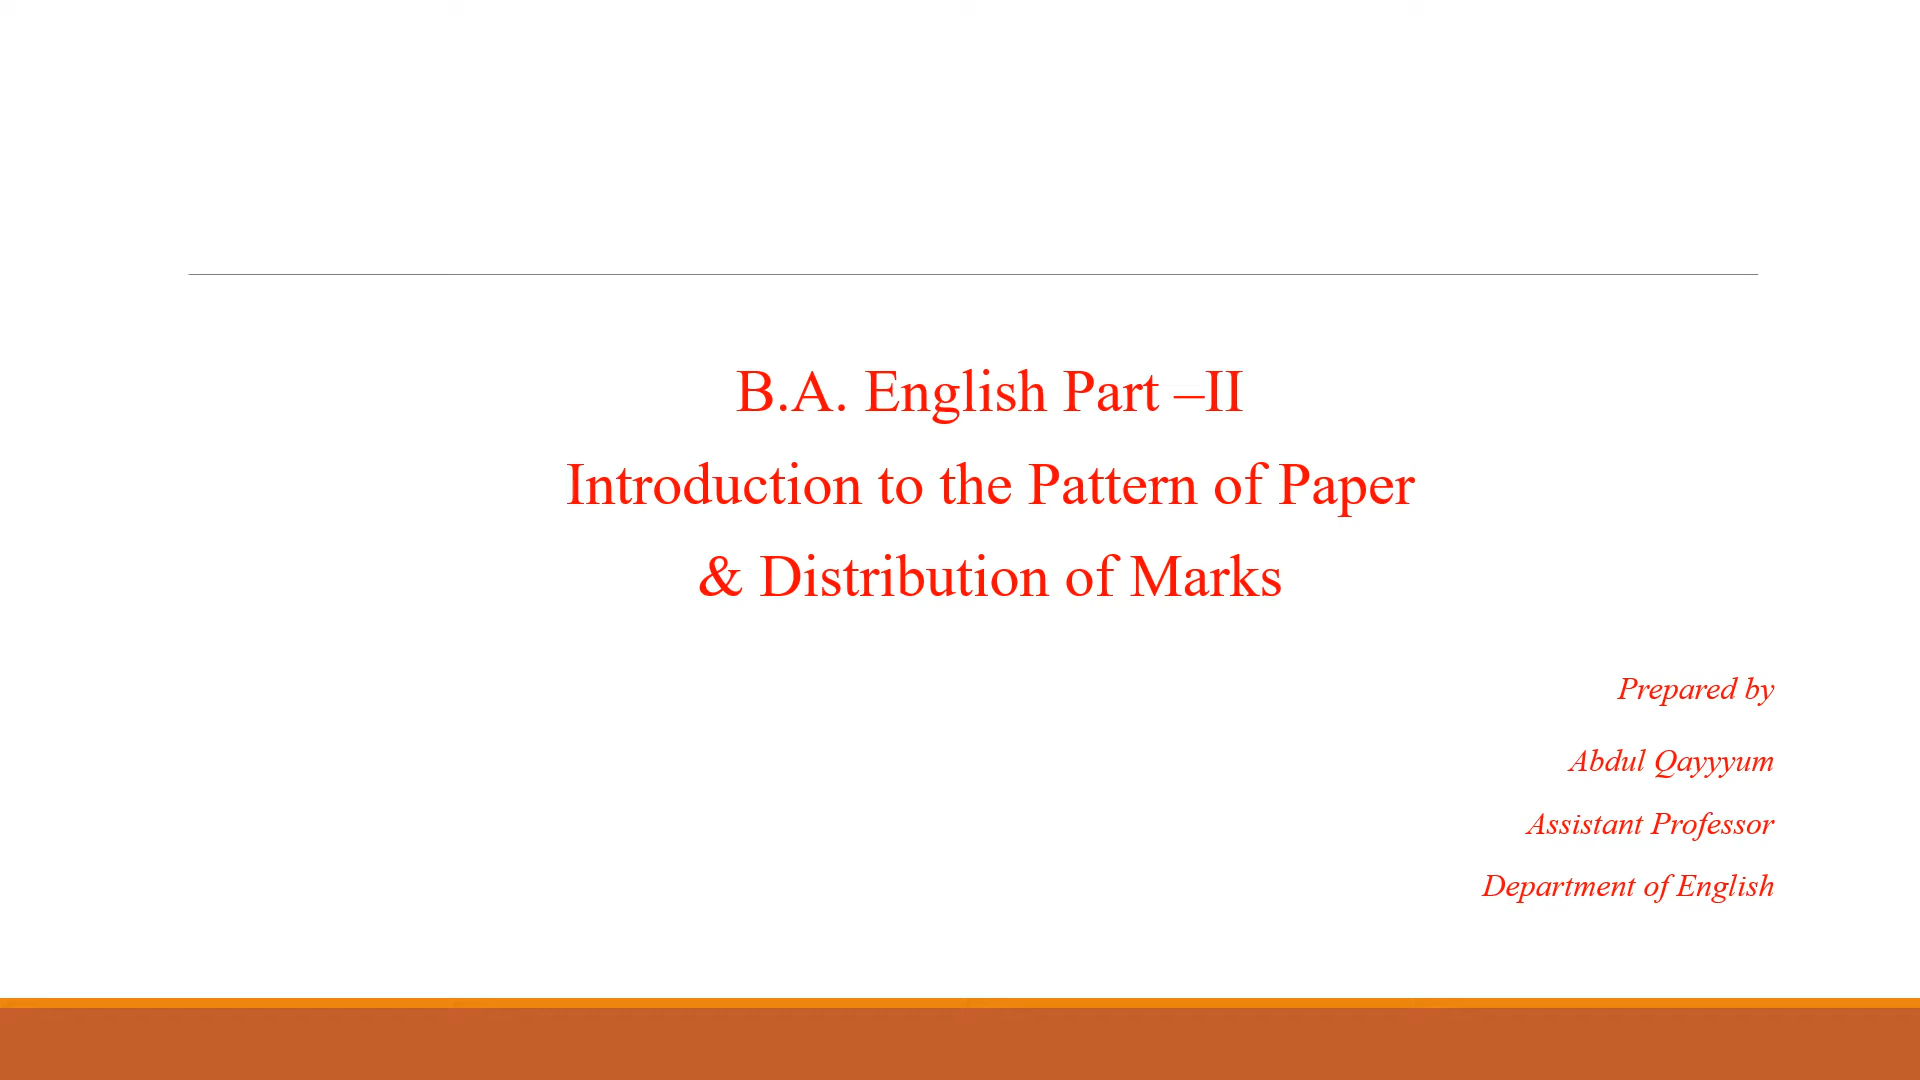 B.A. English Part –II
Introduction to the Pattern of Paper
& Distribution of Marks
Prepared by
Abdul Qayyyum
Assistant Professor
Department of English